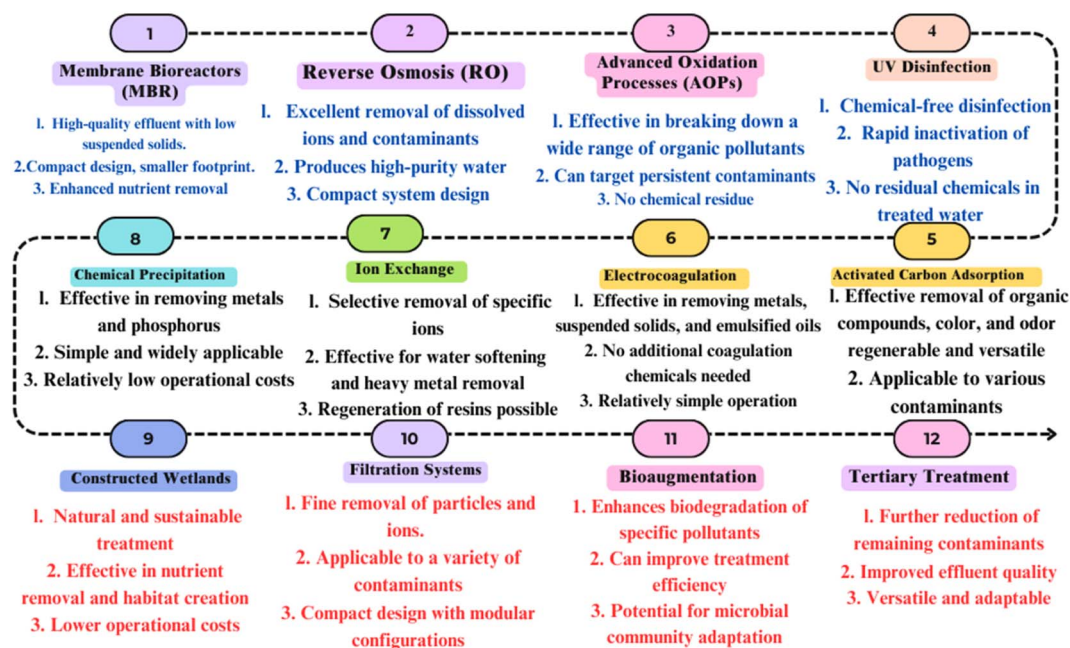 1
Membrane Bioreactors
(MBR)
1. High-quality effluent with low
suspended solids.
2.Compact design, smaller footprint.
3. Enhanced nutrient removal
2
Reverse Osmosis (RO)
1. Excellent removal of dissolved
ions and contaminants
2. Produces high-purity water
3. Compact system design
3
Advanced Oxidation
Processes (AOPs)
1. Effective in breaking down a
wide range of organic pollutants
2. Can target persistent contaminants
3. No chemical residue
4
UV Disinfection
1. Chemical-free disinfection
2. Rapid inactivation of
pathogens
3. No residual chemicals in
treated water
5
Activated Carbon Adsorption
1. Effective removal of organic
compounds, color, and odor
regenerable and versatile
2. Applicable to various
contaminants
6
Electrocoagulation
1. Effective in removing metals,
suspended solids, and emulsified oils
2. No additional coagulation
chemicals needed
3. Relatively simple operation
7
Ion Exchange
1. Selective removal of specific
ions
2. Effective for water softening
and heavy metal removal
3. Regeneration of resins possible
8
Chemical Precipitation
1. Effective in removing metals
and phosphorus
2. Simple and widely applicable
3. Relatively low operational costs
9
Constructed Wetlands
1. Natural and sustainable
treatment
2. Effective in nutrient
removal and habitat creation
3. Lower operational costs
10
Filtration Systems
1. Fine removal of particles and
ions.
2. Applicable to a variety of
contaminants
3. Compact design with modular
configurations
11
Bioaugmentation
1. Enhances biodegradation of
specific pollutants
2. Can improve treatment
efficiency
3. Potential for microbial
community adaptation
12
Tertiary Treatment
1. Further reduction of
remaining contaminants
2. Improved effluent quality
3. Versatile and adaptable